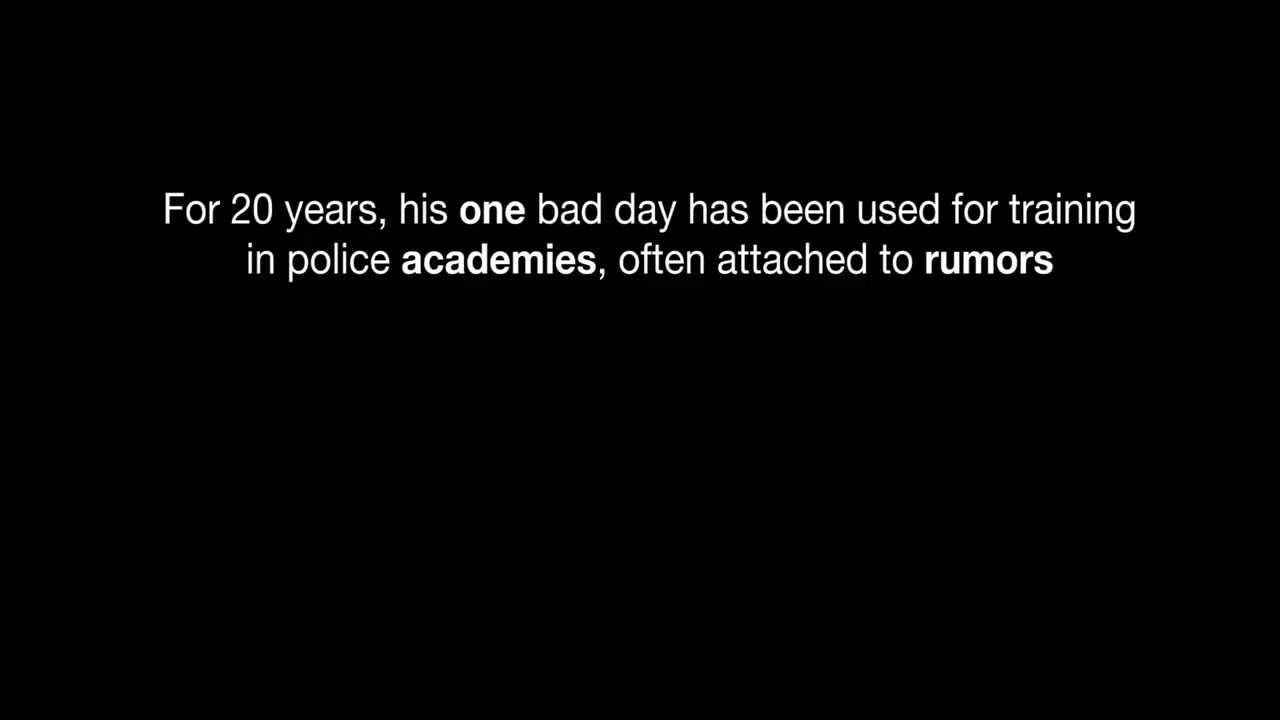 For 20 years, his one bad day has been used for training
in police academies, often attached to rumors